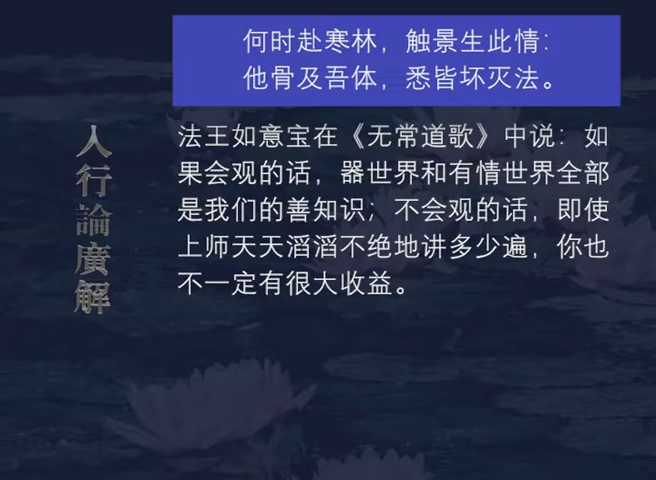 何时赴寒林，触景生此情：
他骨及吾体，悉皆坏灭法。
入行論廣解
法王如意宝在《无常道歌》中说：如
果会观的话，器世界和有情世界全部
是我们的善知识；不会观的话，即使
上师天天滔滔不绝地讲多少遍，你也
不一定有很大收益。